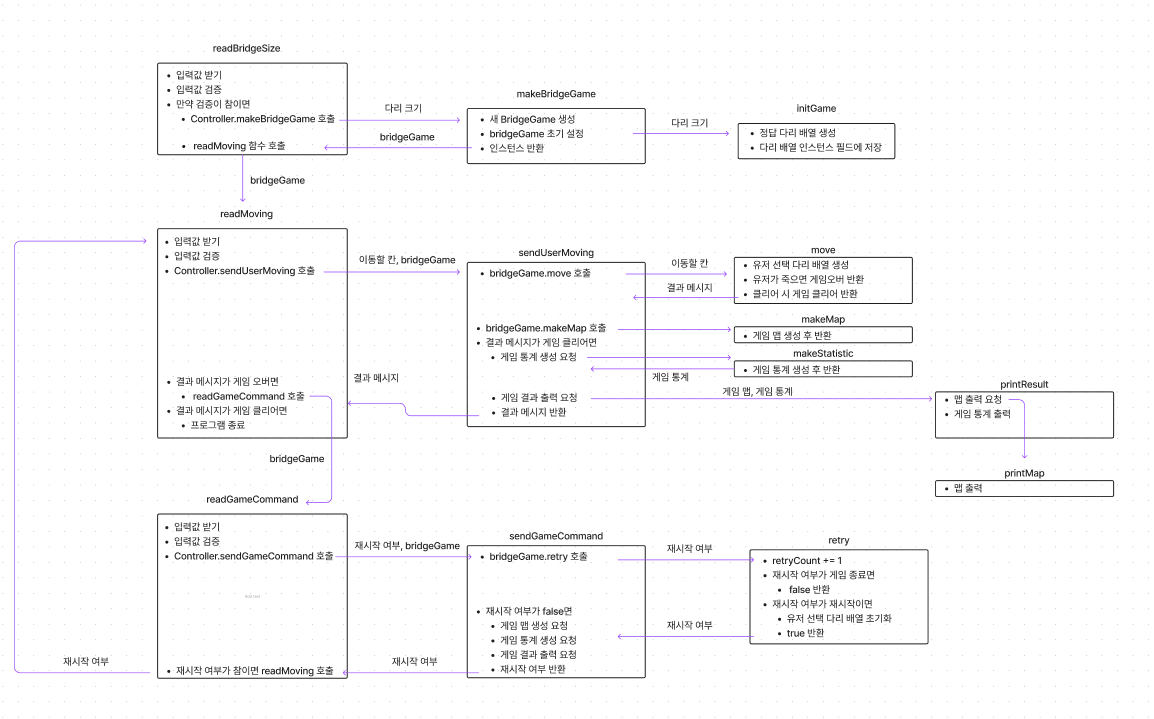 readBridgeSize
• 입력값 받기
• 입력값 검증
• 만약 검증이 참이면
• Controller.makeBridgeGame 호출
• readMoving 함수 호출
다리 크기
bridgeGame
makeBridgeGame
• 새 BridgeGame 생성
• bridgeGame 초기 설정
• 인스턴스 반환
다리 크기
initGame
• 정답 다리 배열 생성
• 다리 배열 인스턴스 필드에 저장
bridgeGame
readMoving
• 입력값 받기
• 입력값 검증
• Controller.sendUserMoving 호출
• 결과 메시지가 게임 오버면
• readGameCommand 호출
• 결과 메시지가 게임 클리어면
• 프로그램 종료
이동할 칸, bridgeGame
결과 메시지
sendUserMoving
• bridgeGame.move 호출
• bridgeGame.makeMap 호출
• 결과 메시지가 게임 클리어면
• 게임 통계 생성 요청
• 게임 결과 출력 요청
• 결과 메시지 반환
이동할 칸
결과 메시지
move
• 유저 선택 다리 배열 생성
• 유저가 죽으면 게임오버 반환
• 클리어 시 게임 클리어 반환
makeMap
• 게임 맵 생성 후 반환
makeStatistic
• 게임 통계 생성 후 반환
게임 통계
게임 맵, 게임 통계
printResult
• 맵 출력 요청
• 게임 통계 출력
printMap
• 맵 출력
bridgeGame
readGameCommand
• 입력값 받기
• 입력값 검증
• Controller.sendGameCommand 호출
Add text
• 재시작 여부가 참이면 readMoving 호출
재시작 여부, bridgeGame
재시작 여부
sendGameCommand
• bridgeGame.retry 호출
• 재시작 여부가 false면
• 게임 맵 생성 요청
• 게임 통계 생성 요청
• 게임 결과 출력 요청
• 재시작 여부 반환
재시작 여부
재시작 여부
retry
• retryCount += 1
• 재시작 여부가 게임 종료면
• false 반환
• 재시작 여부가 재시작이면
• 유저 선택 다리 배열 초기화
• true 반환
재시작 여부